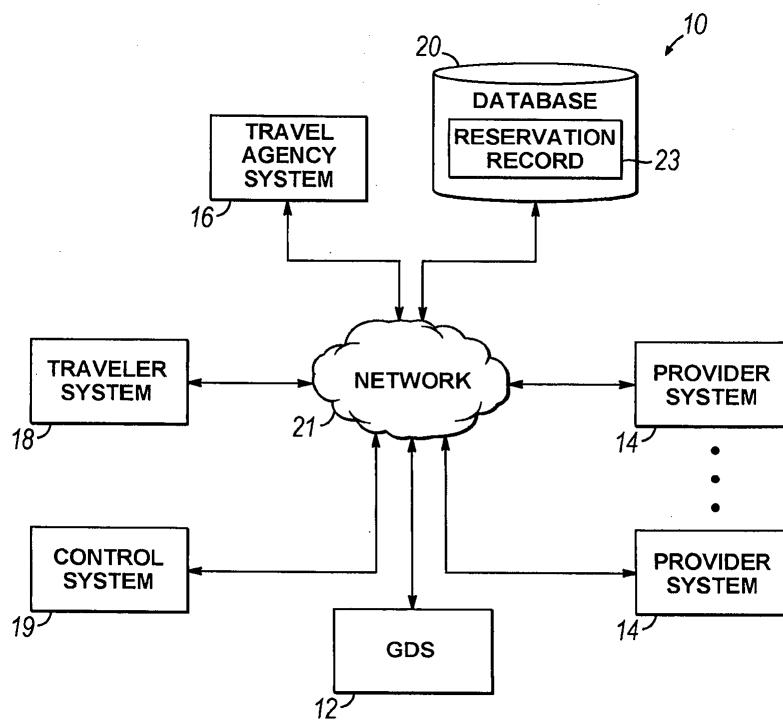 10
20
DATABASE
RESERVATION
RECORD
23
TRAVEL
AGENCY
SYSTEM
16
TRAVELER
SYSTEM
18
NETWORK
21
PROVIDER
SYSTEM
14
CONTROL
SYSTEM
19
PROVIDER
SYSTEM
14
GDS
12